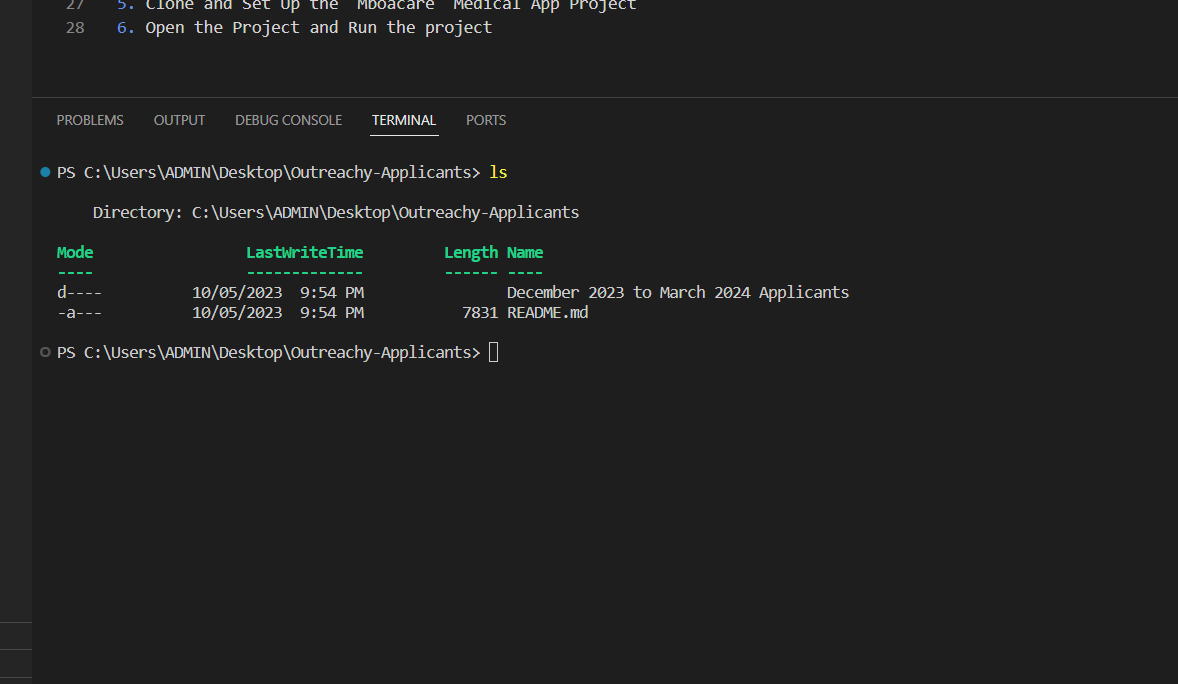 27 5. Clone and Set Up the `Mboacare` Medical App Project
28 6. Open the Project and Run the project
PROBLEMS OUTPUT DEBUG CONSOLE TERMINAL PORTS
PS C:\Users\ADMIN\Desktop\Outreachy-Applicants> ls
Directory: C:\Users\ADMIN\Desktop\Outreachy-Applicants
Mode LastWriteTime Length Name
---- ------------- ------ ----
d---- 10/05/2023 9:54 PM December 2023 to March 2024 Applicants
-a--- 10/05/2023 9:54 PM 7831 README.md
PS C:\Users\ADMIN\Desktop\Outreachy-Applicants>